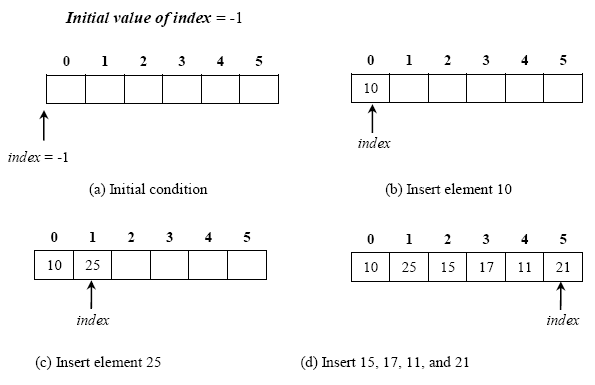 Initial value of index = -1
0 1 2 3 4 5
index = -1
(a) Initial condition
0 1 2 3 4 5
10
index
(b) Insert element 10
0 1 2 3 4 5
10 25
index
(c) Insert element 25
0 1 2 3 4 5
10 25 15 17 11 21
index
(d) Insert 15, 17, 11, and 21